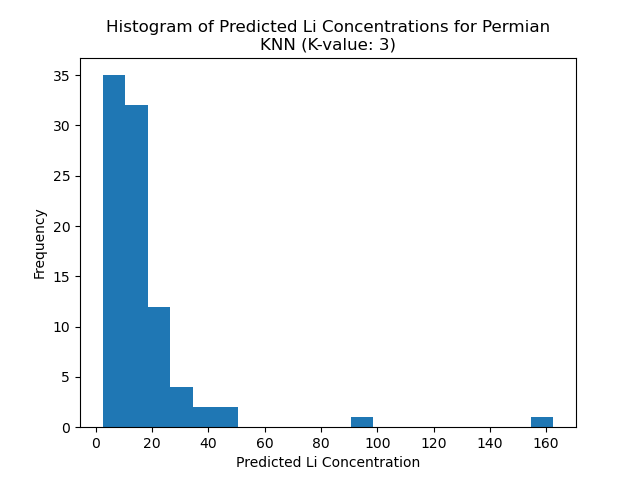 Histogram of Predicted Li Concentrations for Permian
KNN (K-value: 3)
35
30
25
20
15
10
5
0
Frequency
0 20 40 60 80 100 120 140 160
Predicted Li Concentration